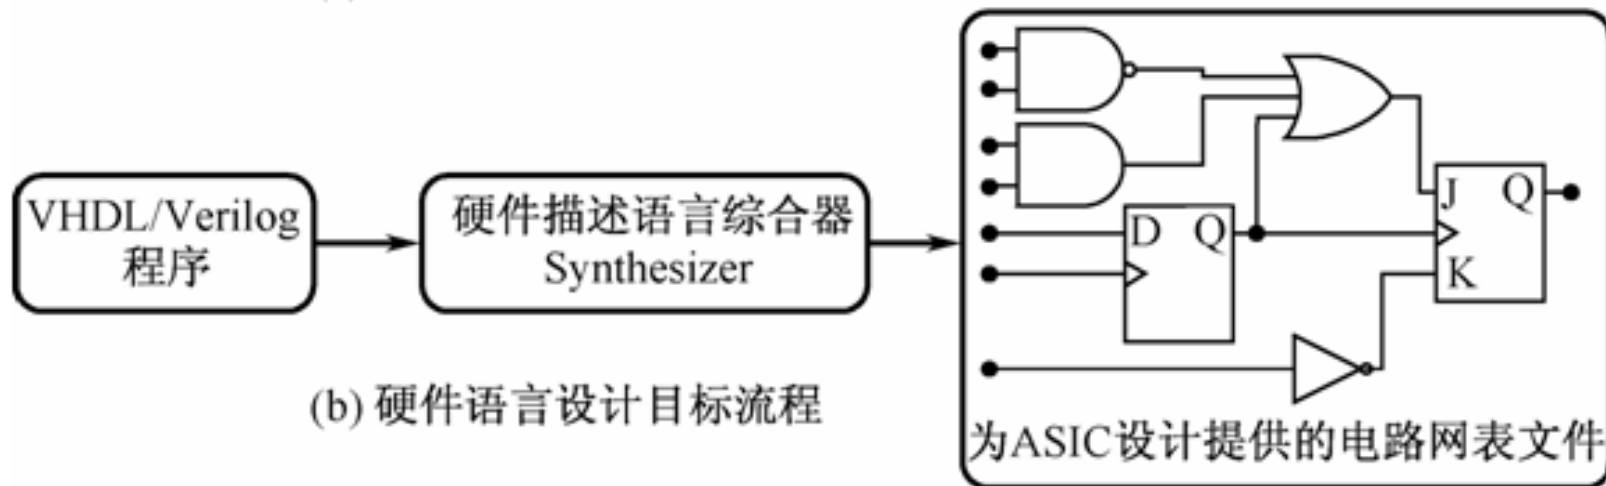 VHDL/Verilog
程序
硬件描述语言综合器
Synthesizer
D Q
J Q
K
为ASIC设计提供的电路网表文件
(b) 硬件语言设计目标流程